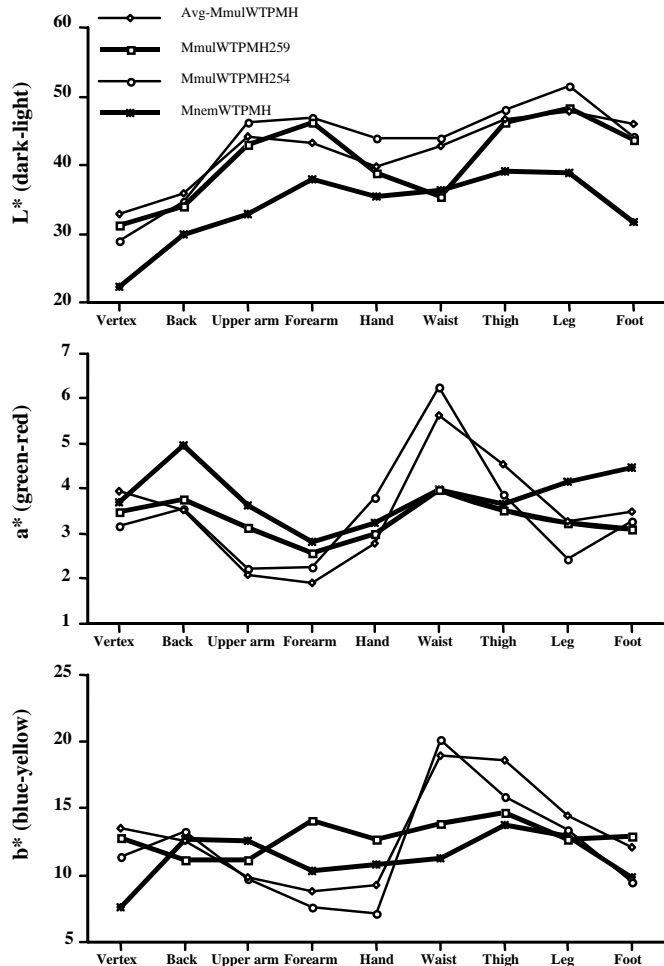 Avg-MmulWTPMH
MmulWTPMH259
MmulWTPMH254
MnemWTPMH
L* (dark-light)
60
50
40
30
20
Vertex Back Upper arm Forearm Hand Waist Thigh Leg Foot
a* (green-red)
7
6
5
4
3
2
1
Vertex Back Upper arm Forearm Hand Waist Thigh Leg Foot
b* (blue-yellow)
25
20
15
10
5
Vertex Back Upper arm Forearm Hand Waist Thigh Leg Foot